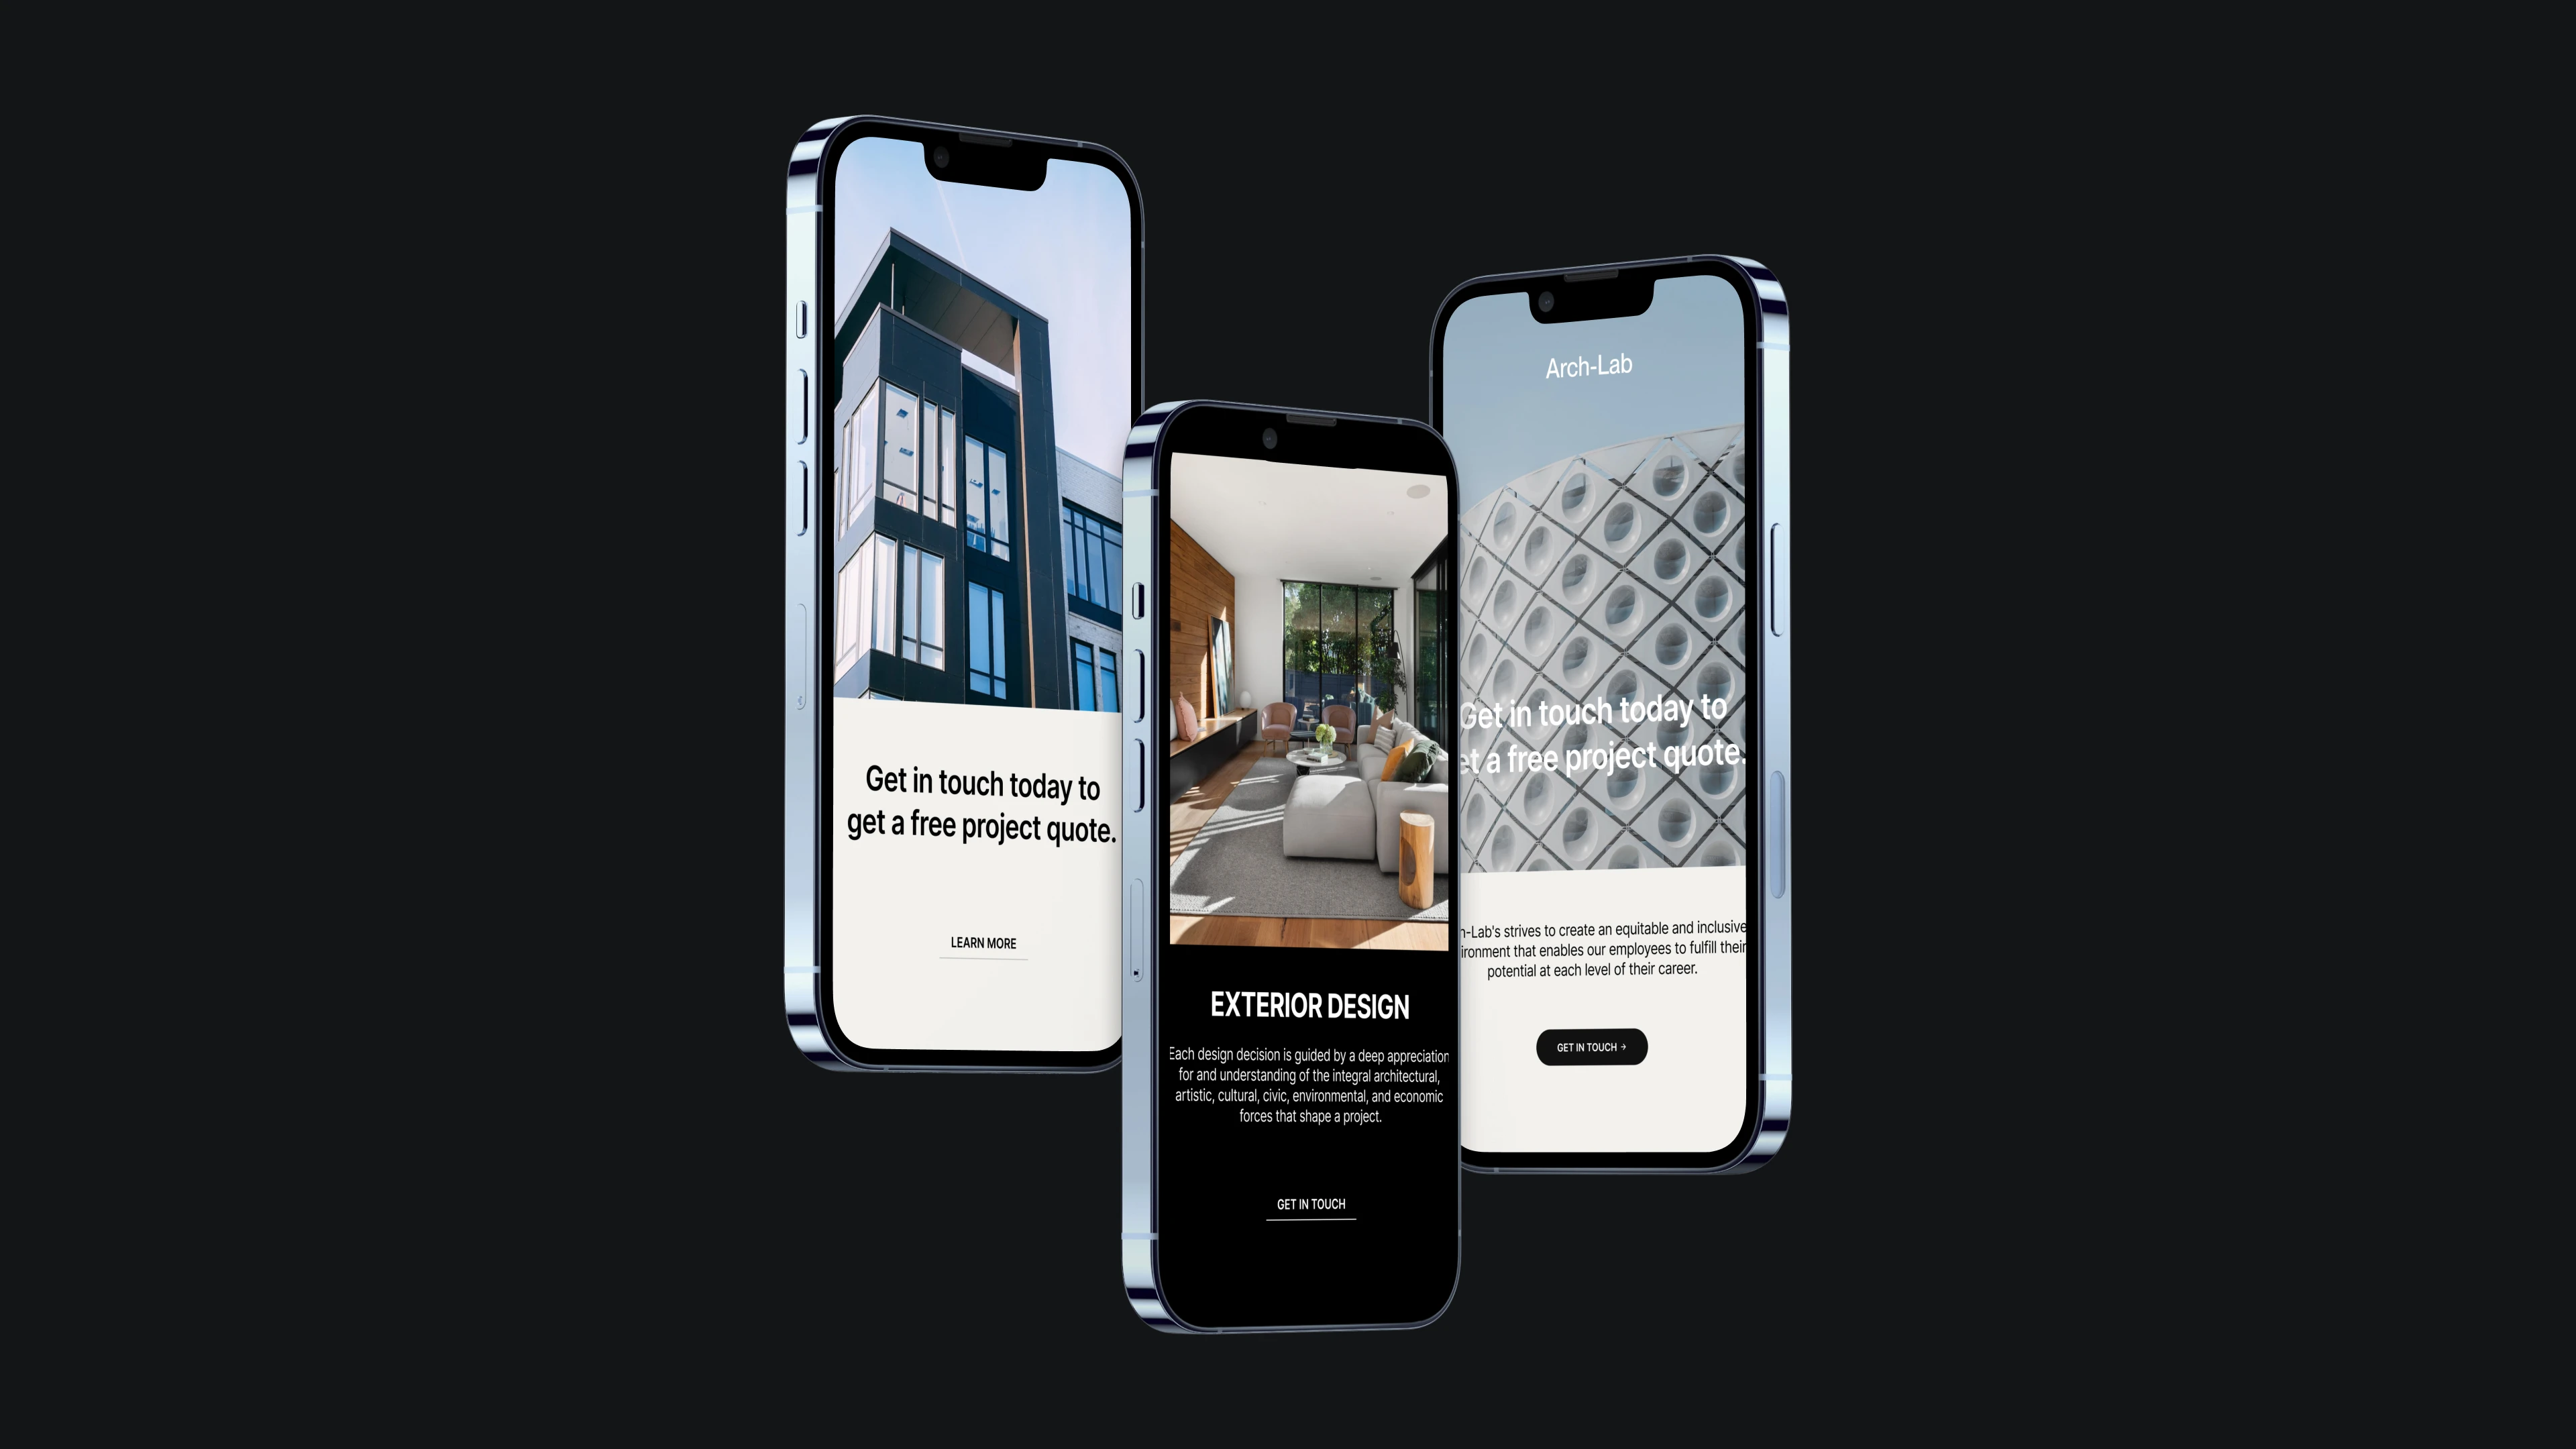 Get in touch today to
get a free project quote.
LEARN MORE
EXTERIOR DESIGN
Each design decision is guided by a deep appreciation
for and understanding of the integral architectural,
artistic, cultural, civic, environmental, and economic
forces that shape a project.
GET IN TOUCH
Arch-Lab
Get in touch today to
et a free project quote.
h-Lab's strives to create an equitable and inclusive
ironment that enables our employees to fulfill their
potential at each level of their career.
GET IN TOUCH →